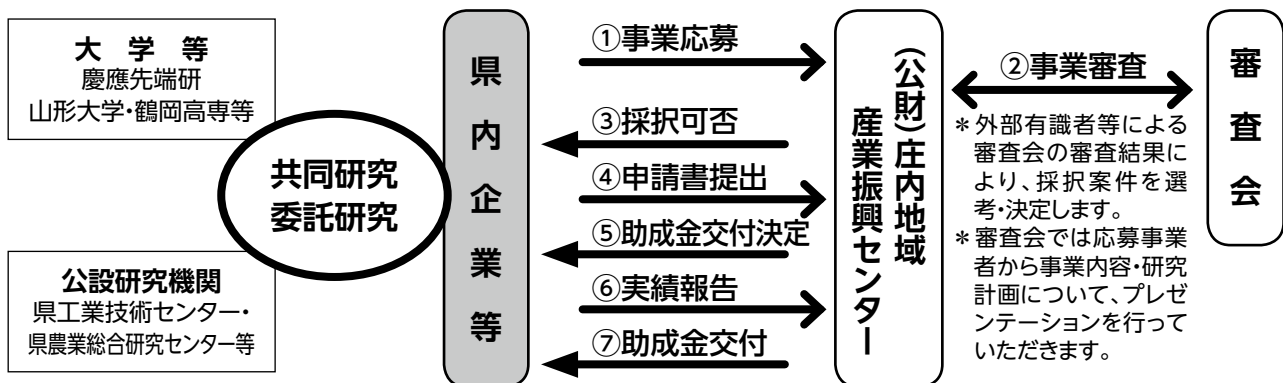 大学等
慶應先端研
山形大学・鶴岡高専等
共同研究
委託研究
公設研究機関
県工業技術センター・
県農業総合研究センター等
県内企業等
①事業応募
③採択可否
④申請書提出
⑤助成金交付決定
⑥実績報告
⑦助成金交付
（公財）庄内地域
産業振興センター
②事業審査
＊外部有識者等による
審査会の審査結果に
より、採択案件を選
考・決定します。
＊審査会では応募事業
者から事業内容・研究
計画について、プレゼ
ンテーションを行って
いただきます。
審査会